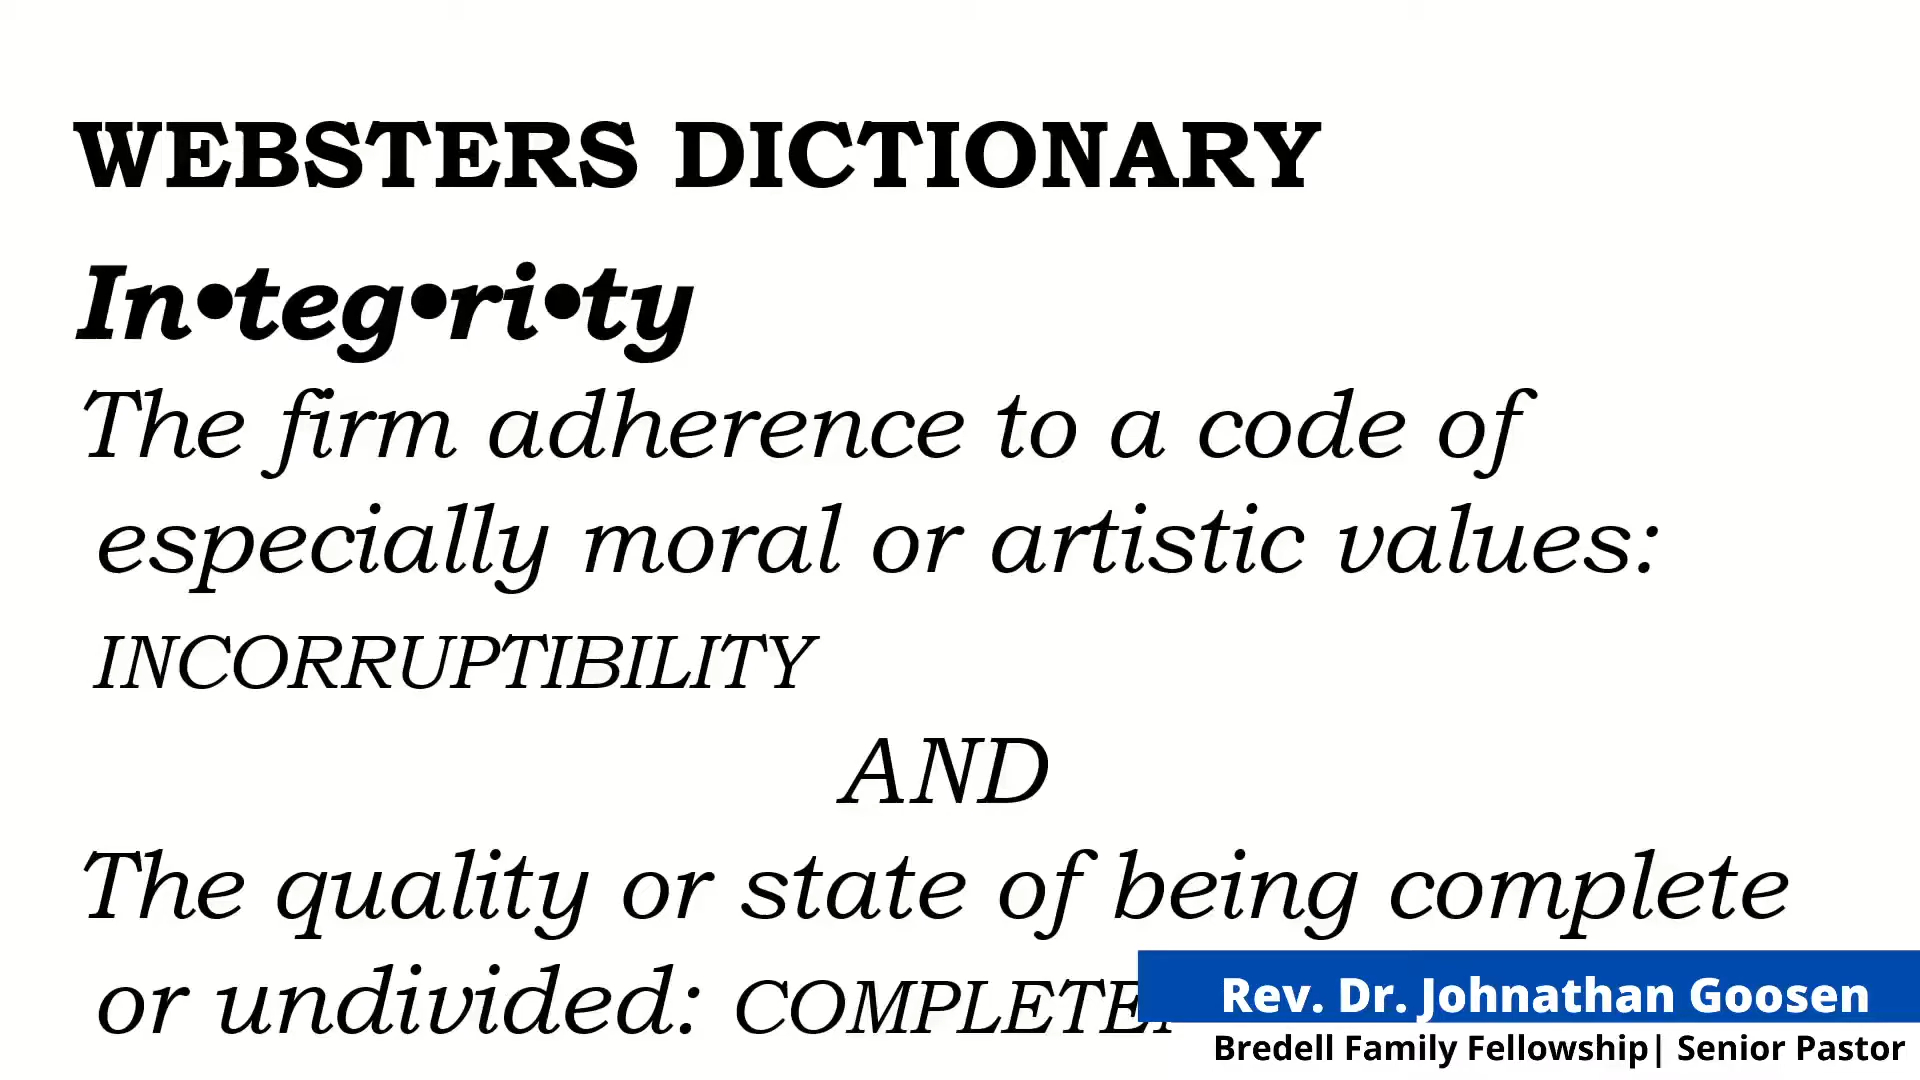 WEBSTERS DICTIONARY
In•teg•ri•ty
The firm adherence to a code of
especially moral or artistic values:
INCORRUPTIBILITY
AND
The quality or state of being complete
or undivided:
Rev. Dr. Johnathan Goosen
Bredell Family Fellowship| Senior Pastor